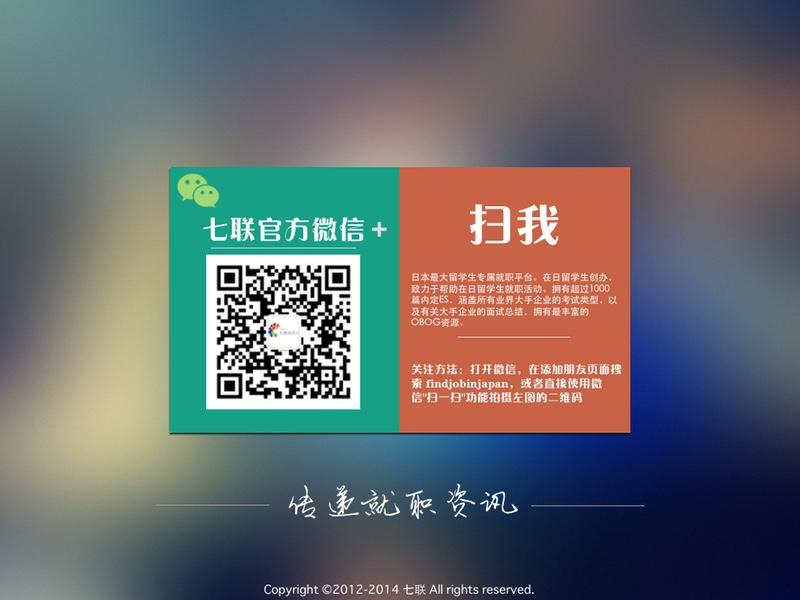 七联官方微信+
扫我
日本最大留学生专属就职平台。在日留学生创办，
致力于帮助在日留学生就职活动。拥有超过1000
篇内定ES，涵盖所有业界大手企业的考试类型，以
及有关大手企业的面试总结，拥有最丰富的
OBOG资源。
关注方法：打开微信，在添加朋友页面搜
索 findjobinjapan，或者直接使用微
信"扫一扫"功能拍摄左图的二维码
传递就职资讯
Copyright ©2012-2014 七联 All rights reserved.